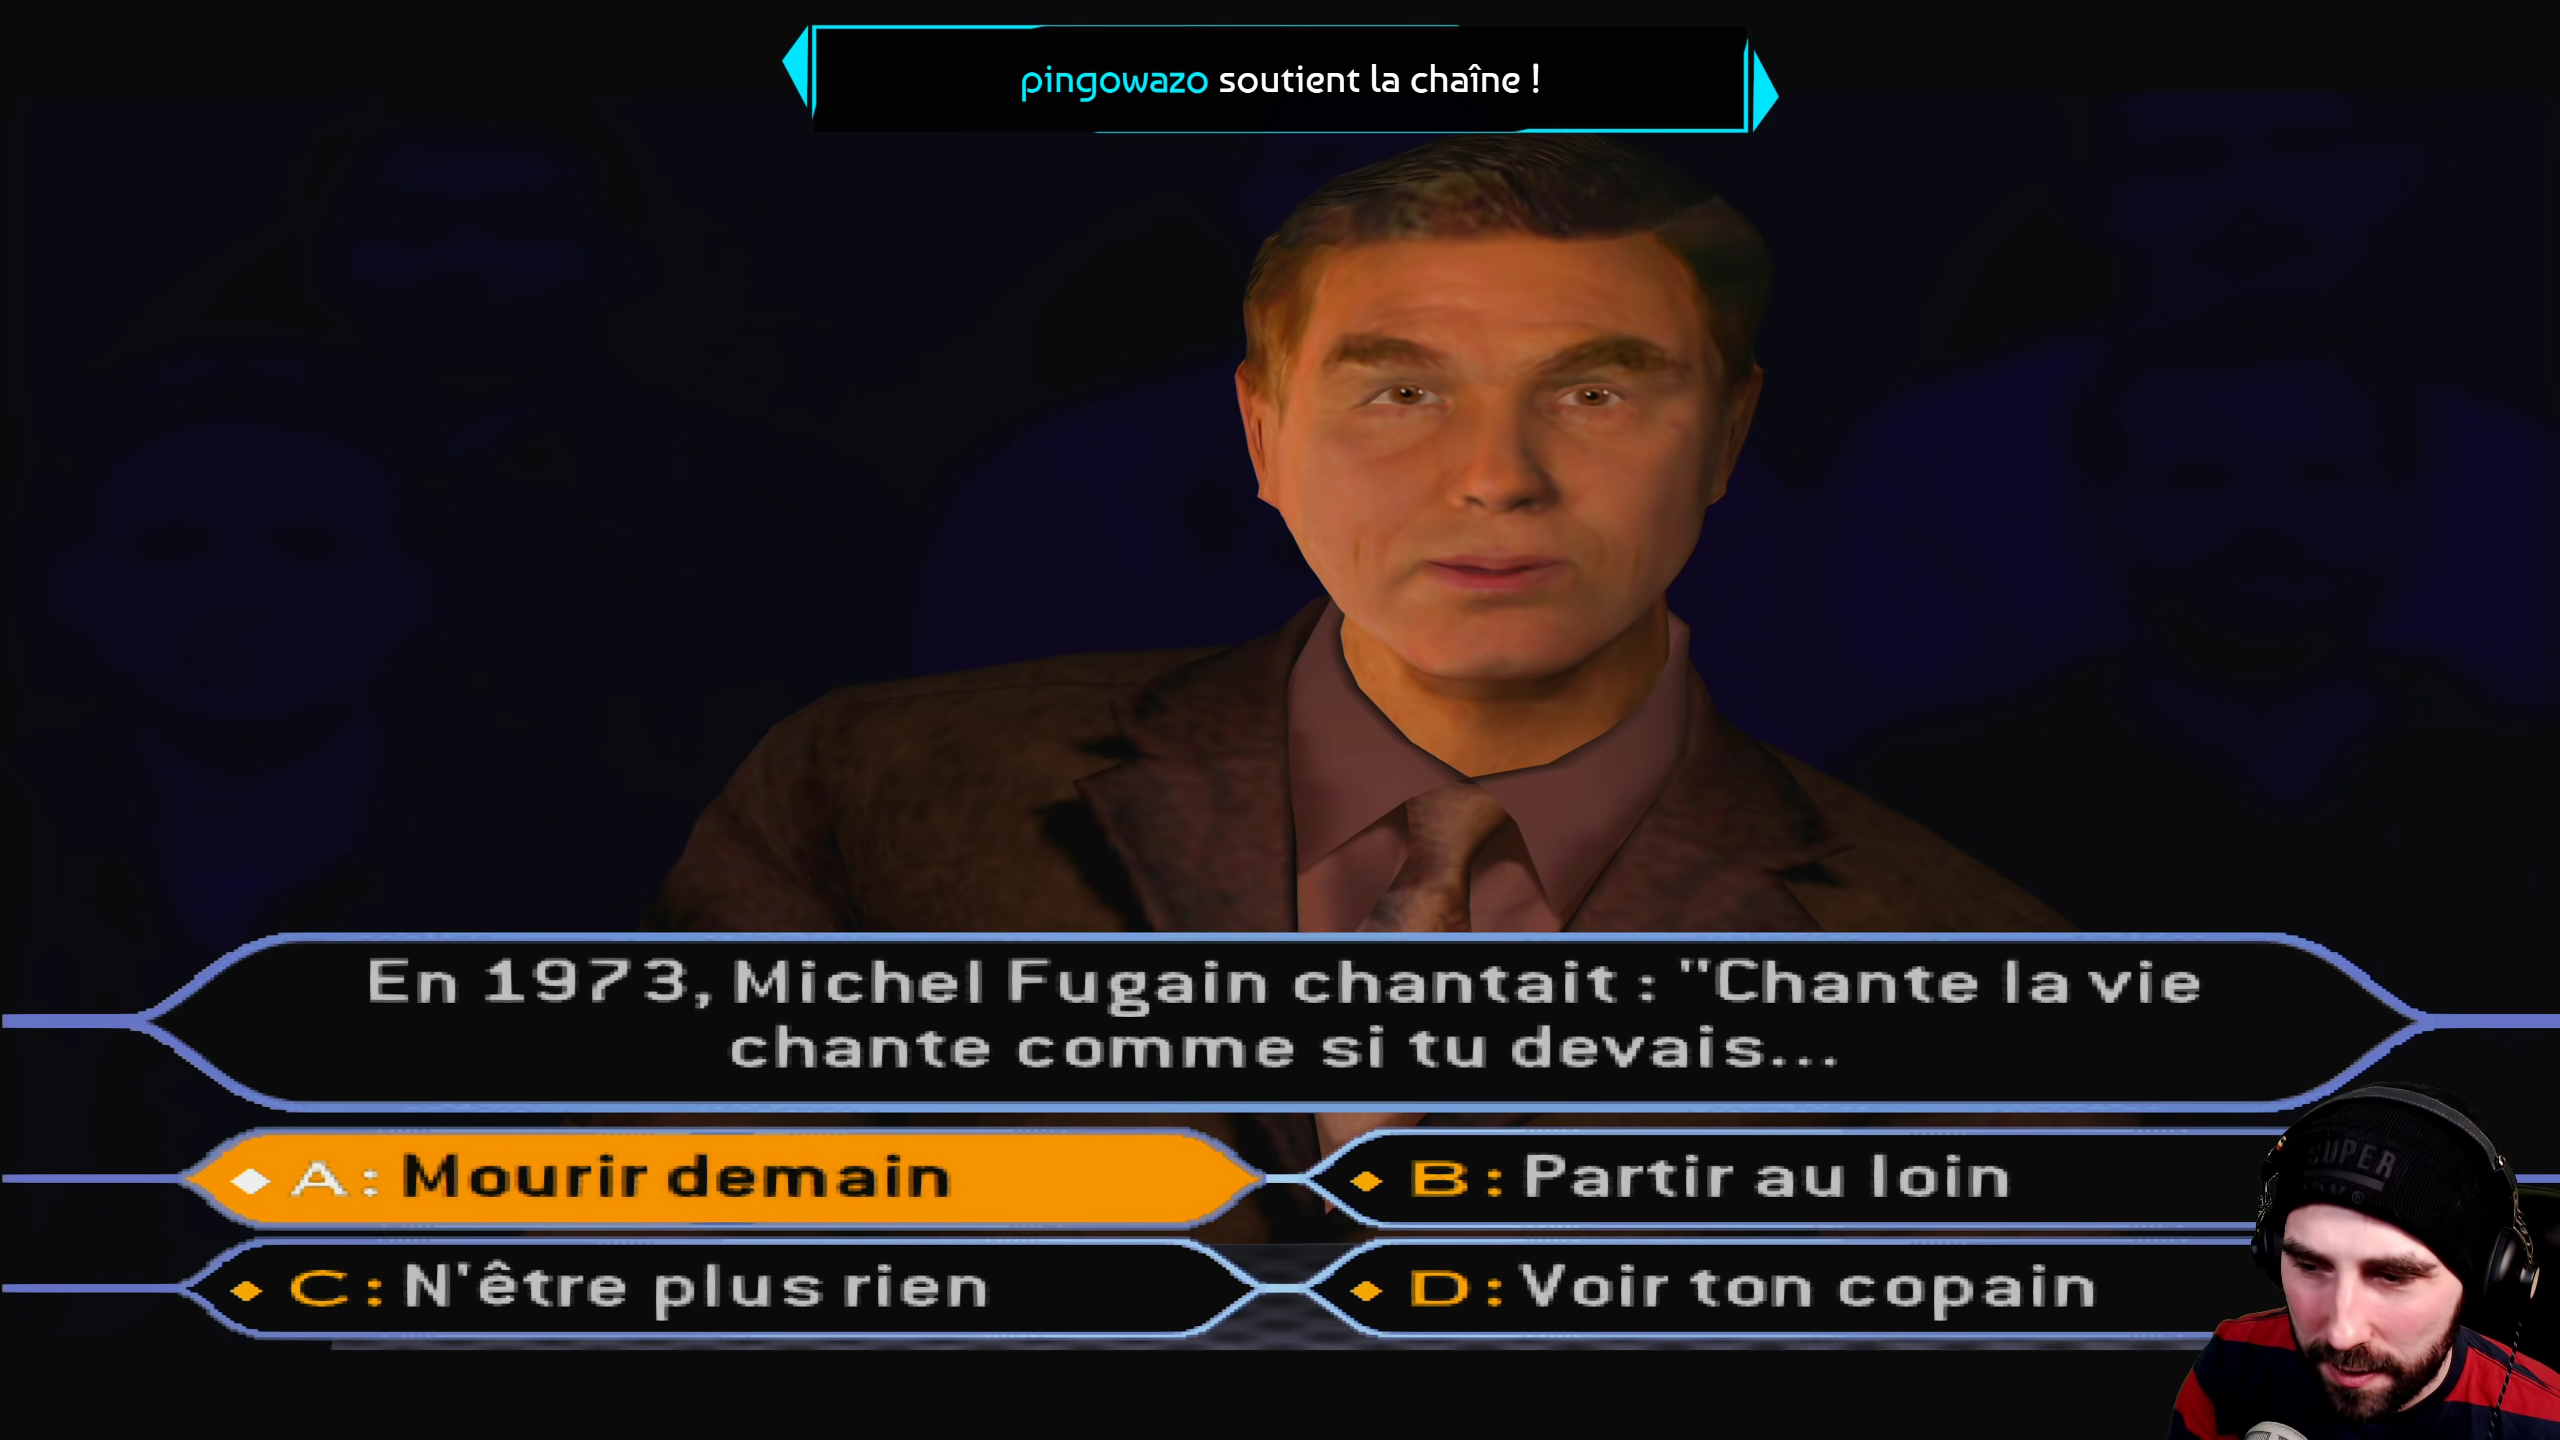 pingowazo soutient la chaîne !
En 1973, Michel Fugain chantait : "Chante la vie
chante comme si tu devais...
A: Mourir demain
B: Partir au loin
C: N'être plus rien
D: Voir ton copain
SUPER